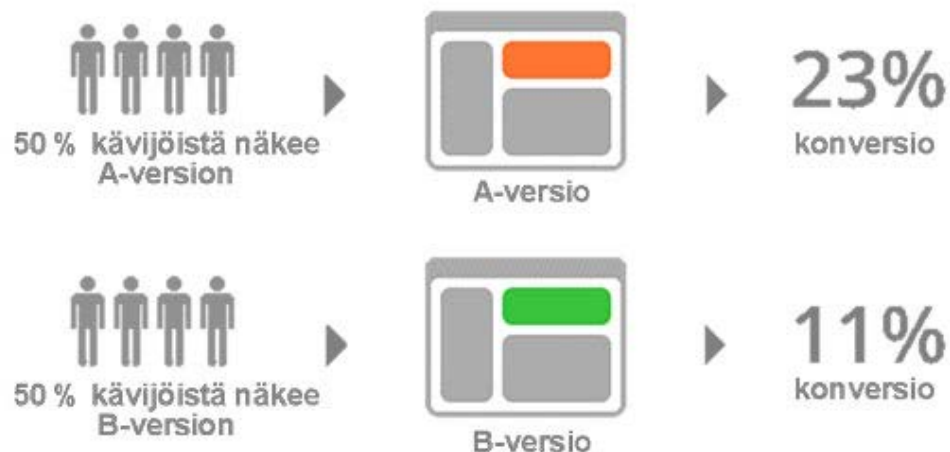 50 % kävijöistä näkee
A-version
A-versio
23%
konversio
50 % kävijöistä näkee
B-version
B-versio
11%
konversio